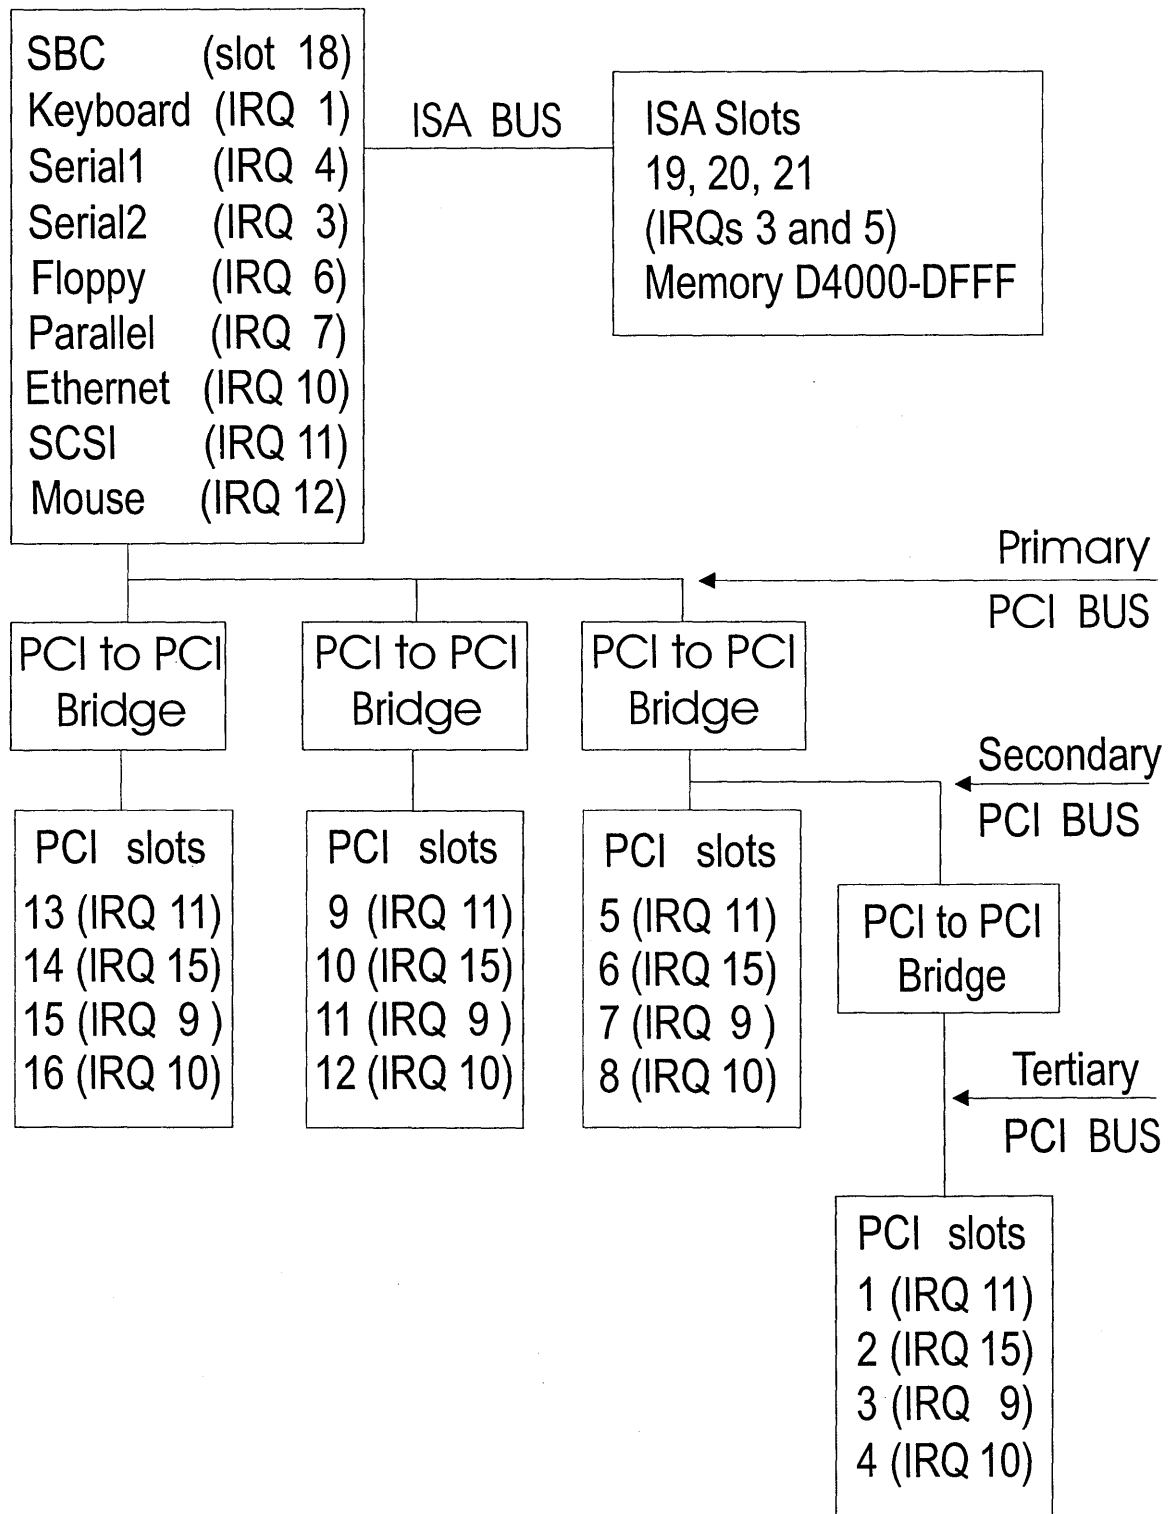 SBC (slot 18)
Keyboard (IRQ 1)
Serial1 (IRQ 4)
Serial2 (IRQ 3)
Floppy (IRQ 6)
Parallel (IRQ 7)
Ethernet (IRQ 10)
SCSI (IRQ 11)
Mouse (IRQ 12)
ISA BUS
ISA Slots
19, 20, 21
(IRQs 3 and 5)
Memory D4000-DFFF
Primary
PCI BUS
PCI to PCI
Bridge
PCI to PCI
Bridge
PCI to PCI
Bridge
Secondary
PCI BUS
PCI slots
13 (IRQ 11)
14 (IRQ 15)
15 (IRQ 9 )
16 (IRQ 10)
PCI slots
9 (IRQ 11)
10 (IRQ 15)
11 (IRQ 9 )
12 (IRQ 10)
PCI slots
5 (IRQ 11)
6 (IRQ 15)
7 (IRQ 9 )
8 (IRQ 10)
PCI to PCI
Bridge
Tertiary
PCI BUS
PCI slots
1 (IRQ 11)
2 (IRQ 15)
3 (IRQ 9)
4 (IRQ 10)